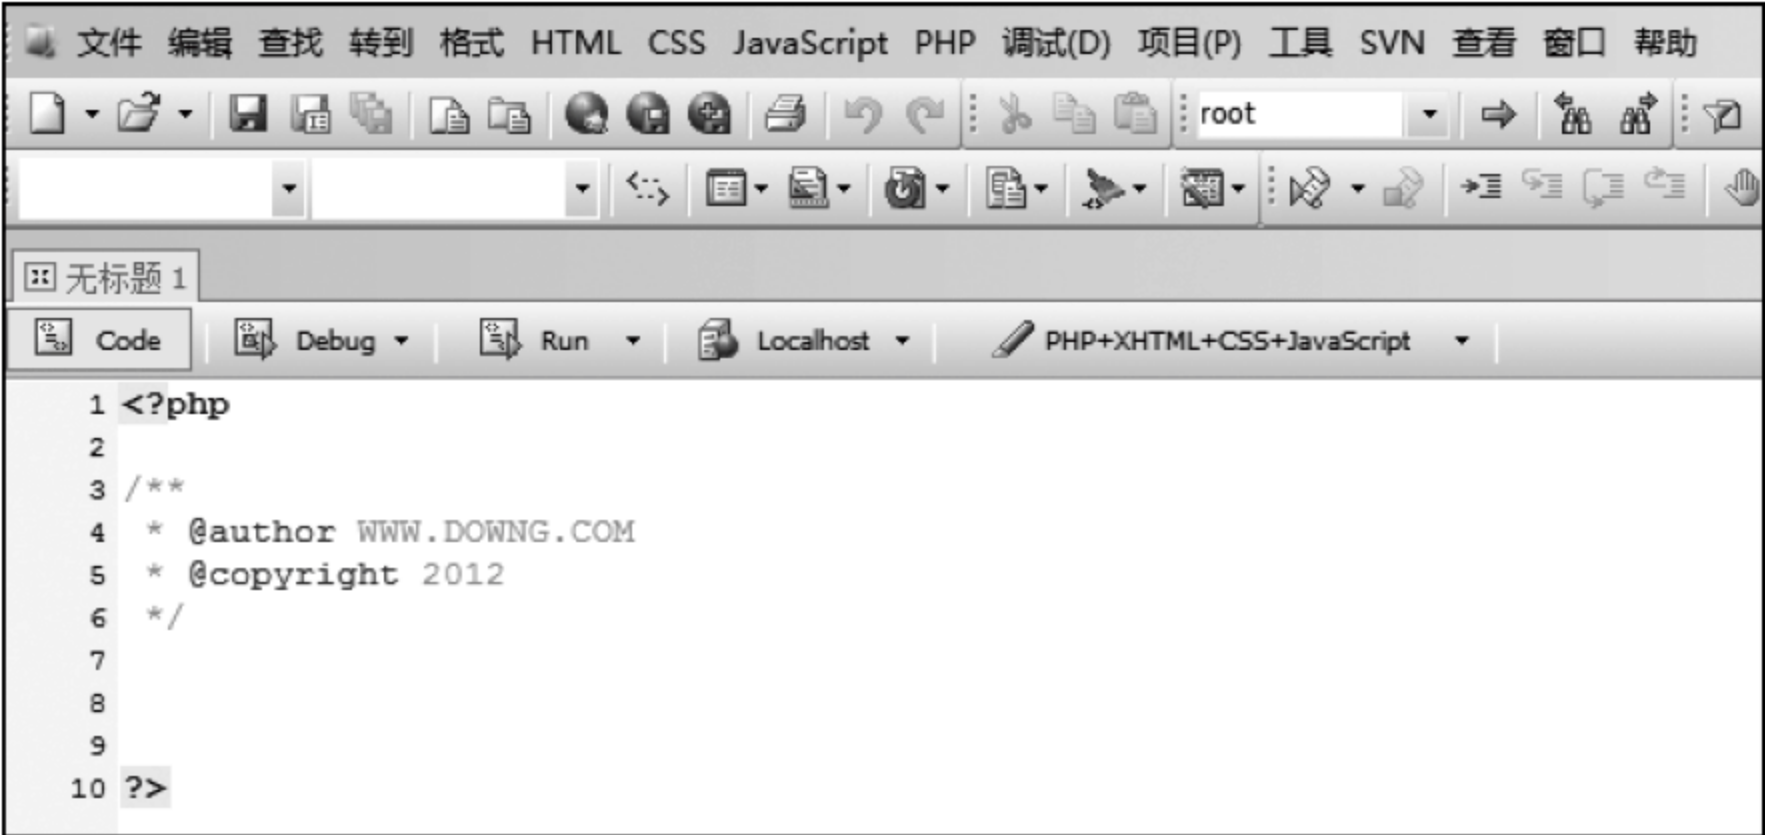 文件 编辑 查找 转到 格式 HTML CSS JavaScript PHP 调试(D) 项目(P) 工具 SVN 查看 窗口 帮助
root
无标题 1
Code Debug Run Localhost PHP+XHTML+CSS+JavaScript
1 <?php
2
3 /**
4  * @author WWW.DOWNG.COM
5  * @copyright 2012
6  */
7
8
9
10 ?>